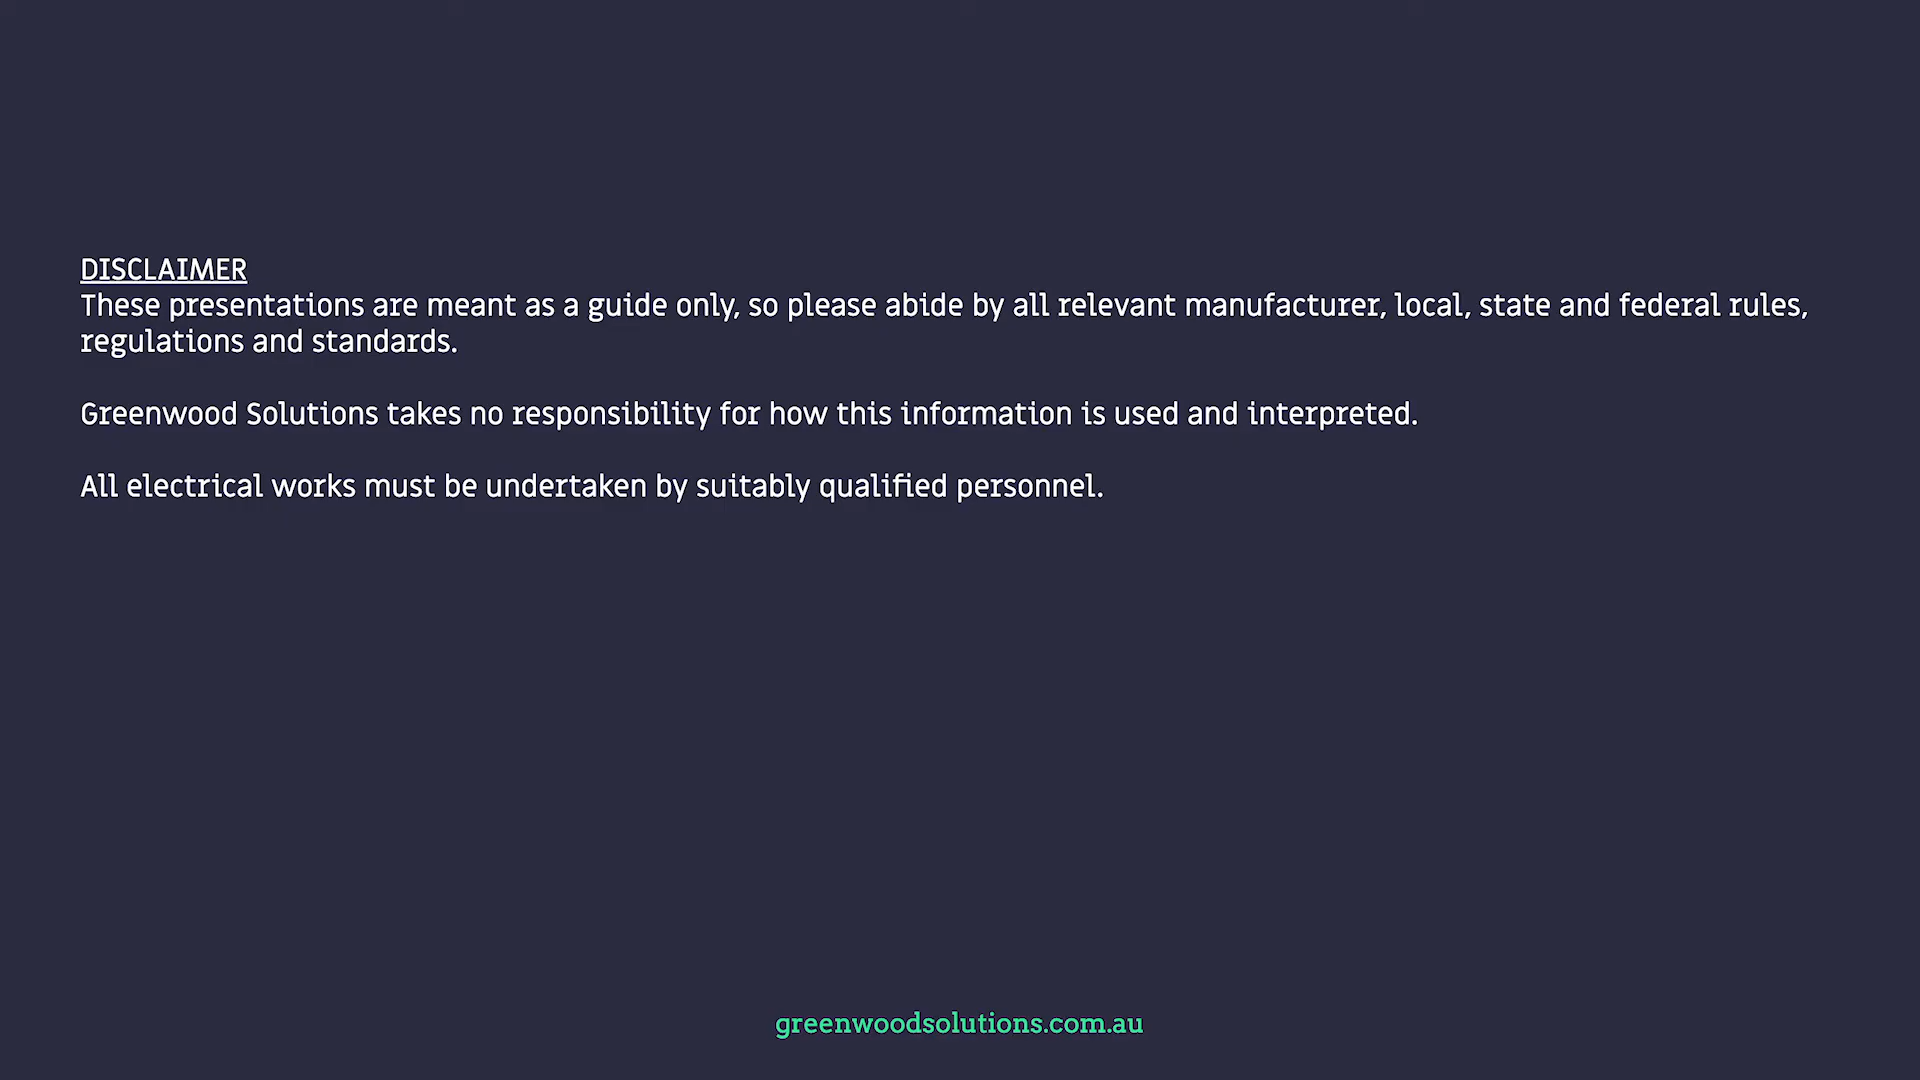 DISCLAIMER
These presentations are meant as a guide only, so please abide by all relevant manufacturer, local, state and federal rules,
regulations and standards.
Greenwood Solutions takes no responsibility for how this information is used and interpreted.
All electrical works must be undertaken by suitably qualified personnel.
greenwoodsolutions.com.au